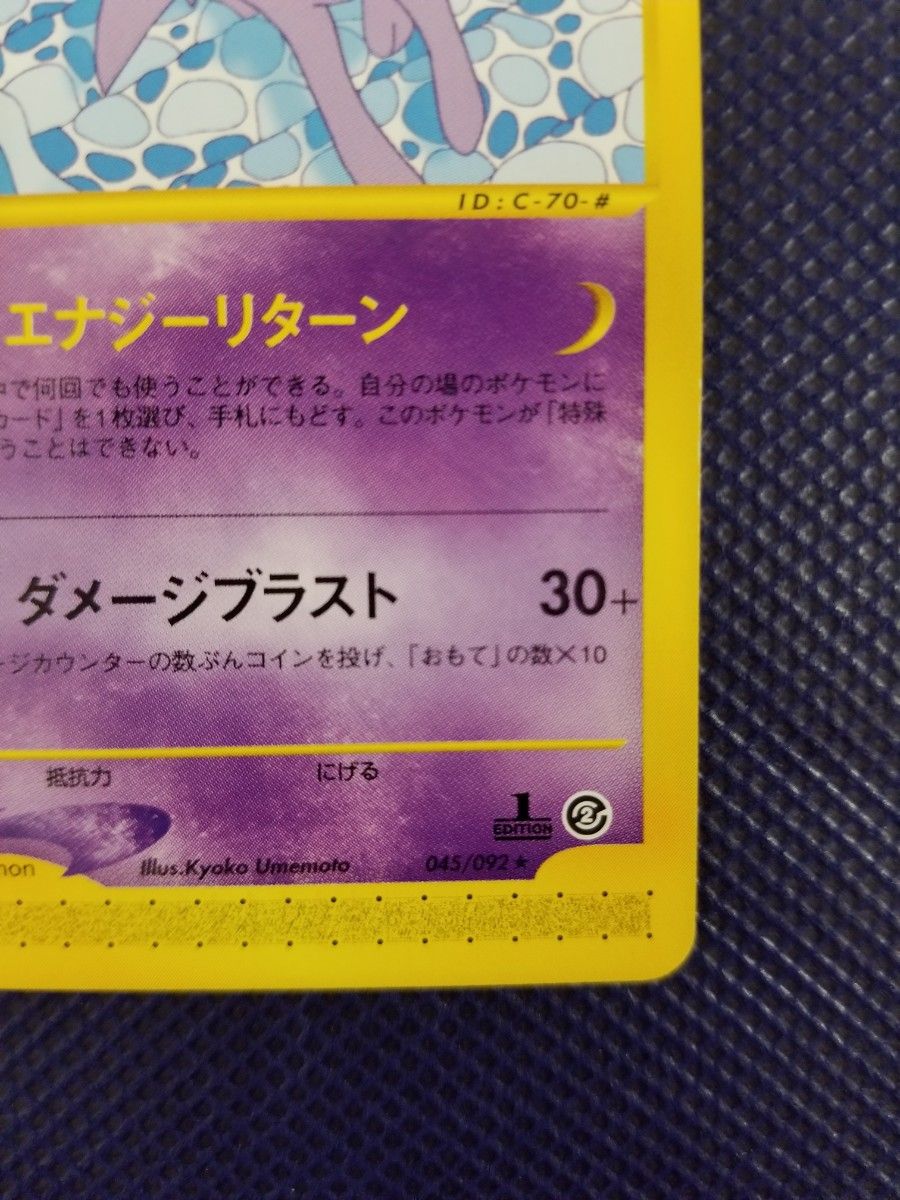 ID : C-70-#
エナジーリターン
中で何回でも使うことができる。自分の場のポケモンに
カード」を1枚選び、手札にもどす。このポケモンが「特殊
うことはできない。
ダメージブラスト 30+
ージカウンターの数ぶんコインを投げ、「おもて」の数×10
抵抗力 にげる
1
EDITION 2
mon Illus.Kyoko Umemoto 045/092 ★